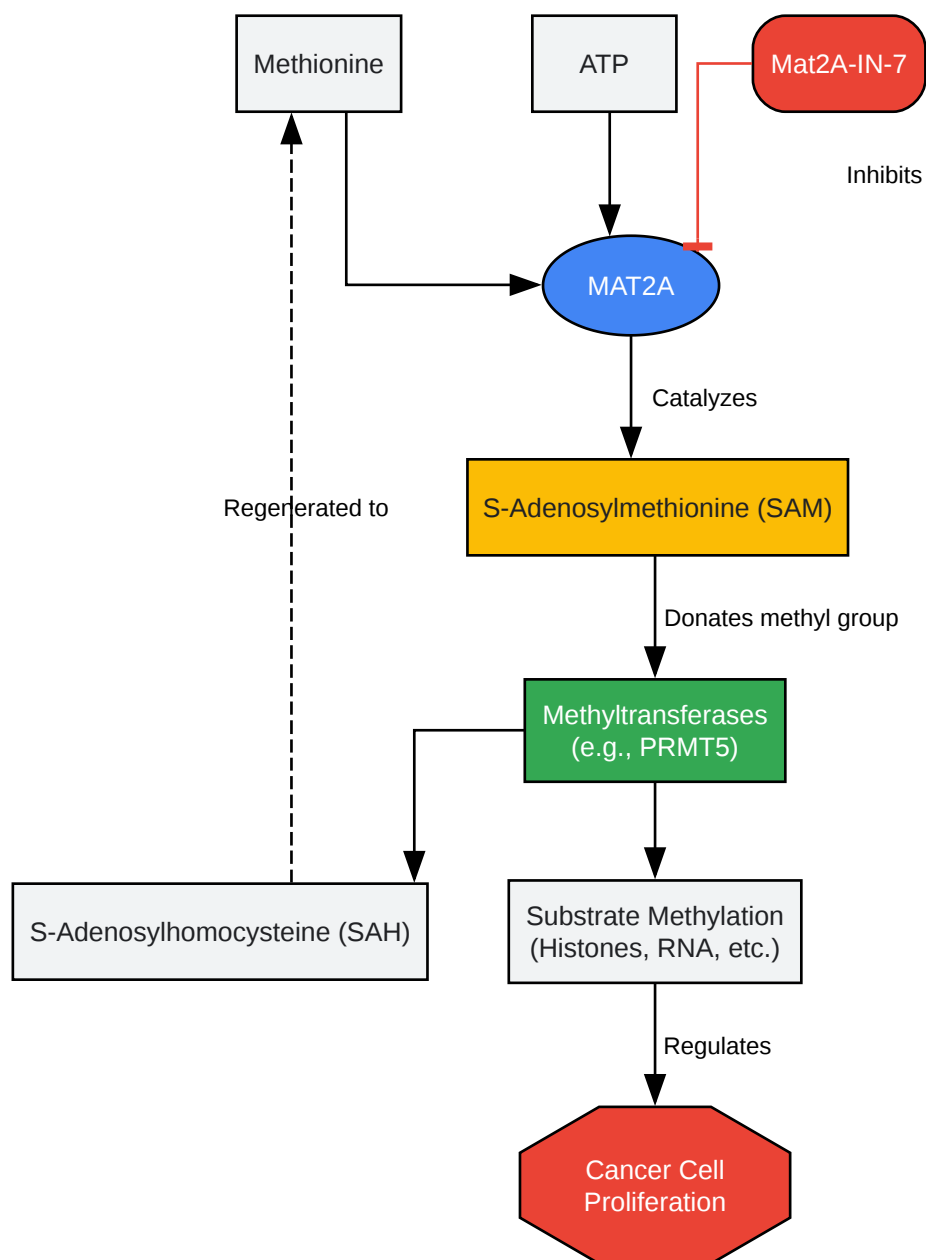 Methionine
ATP
Mat2A-IN-7
Inhibits
MAT2A
Catalyzes
S-Adenosylmethionine (SAM)
Regenerated to
Donates methyl group
Methyltransferases
(e.g., PRMT5)
S-Adenosylhomocysteine (SAH)
Substrate Methylation
(Histones, RNA, etc.)
Regulates
Cancer Cell
Proliferation